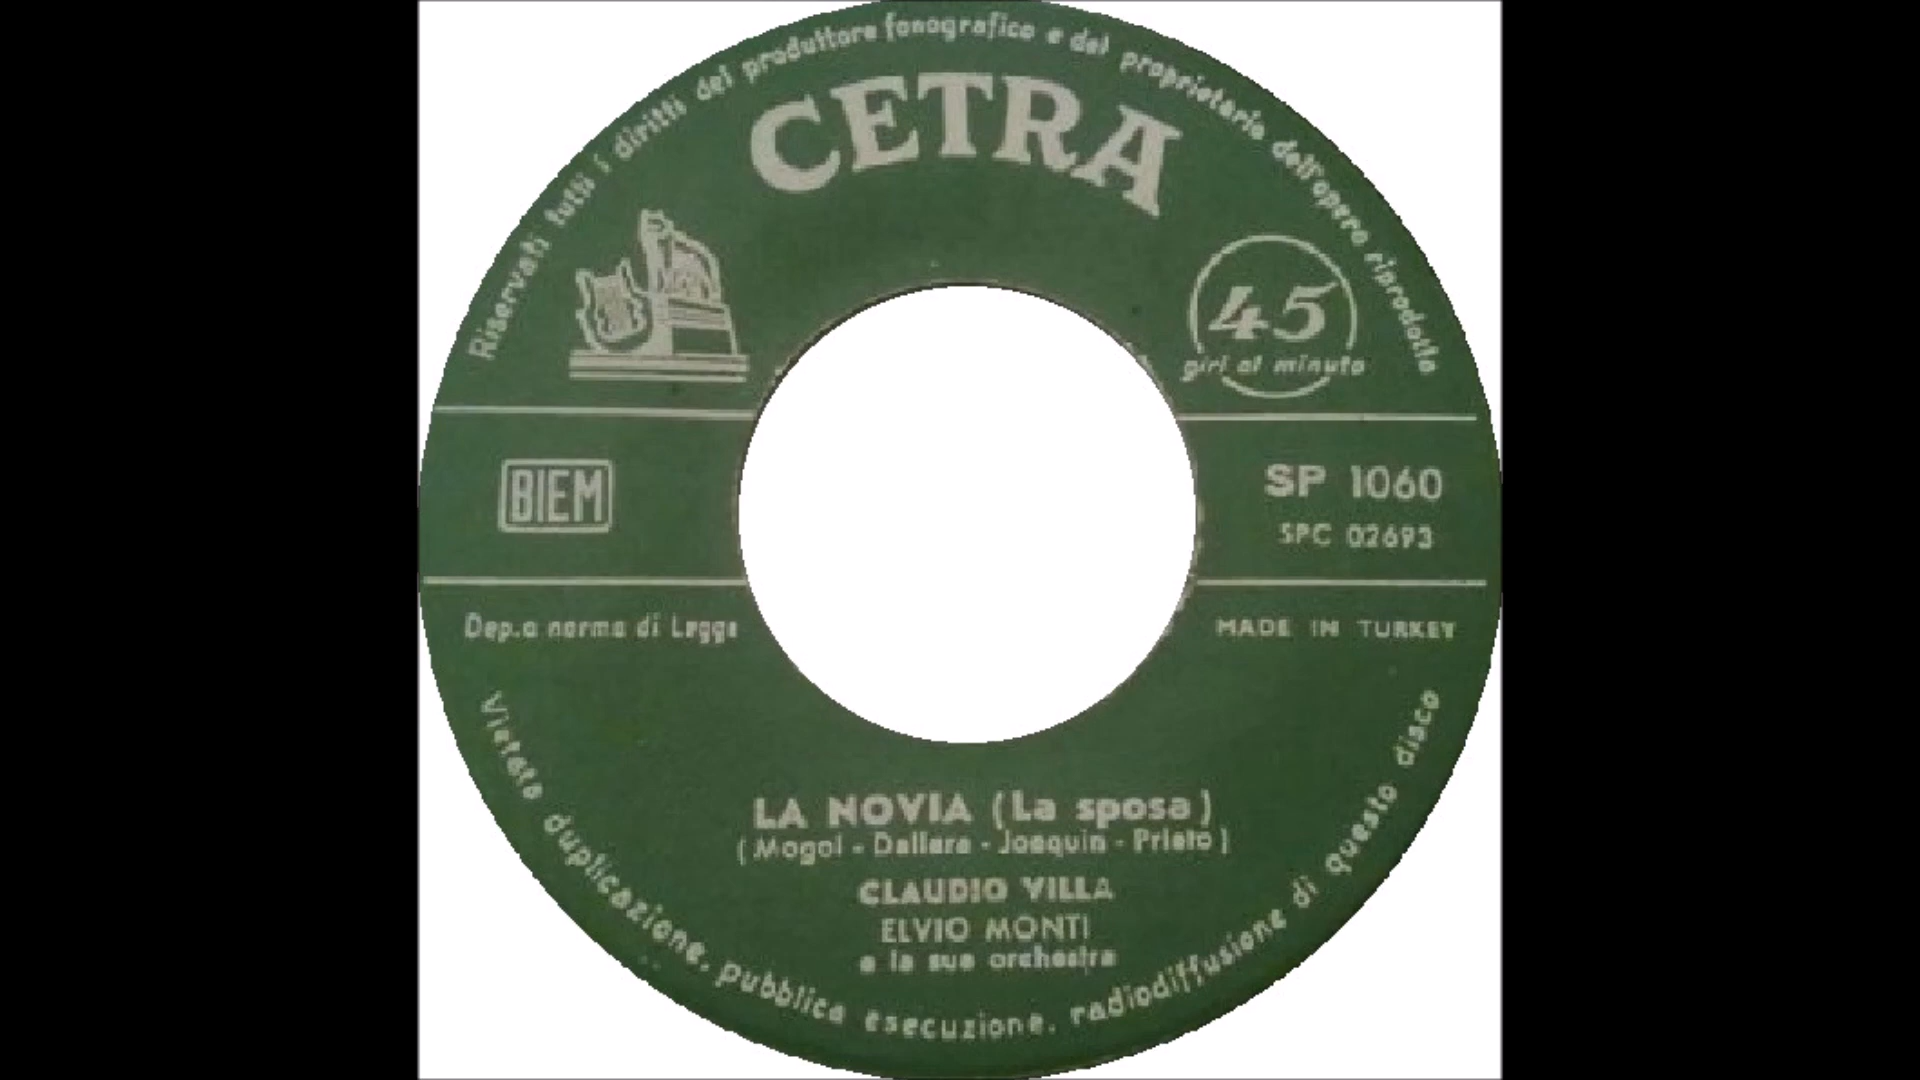 Riservati tutti i diritti del produttore fonografico e del proprietario dell'opera riprodotta
CETRA
45
giri al minuto
BIEM
SP 1060
SPC 02693
Dep.a norma di Legge
MADE IN TURKEY
LA NOVIA (La sposa)
(Mogol - Dallara - Joaquin - Prieto)
CLAUDIO VILLA
ELVIO MONTI
e la sua orchestra
Vietata duplicazione, pubblica esecuzione, radiodiffusione di questo disco